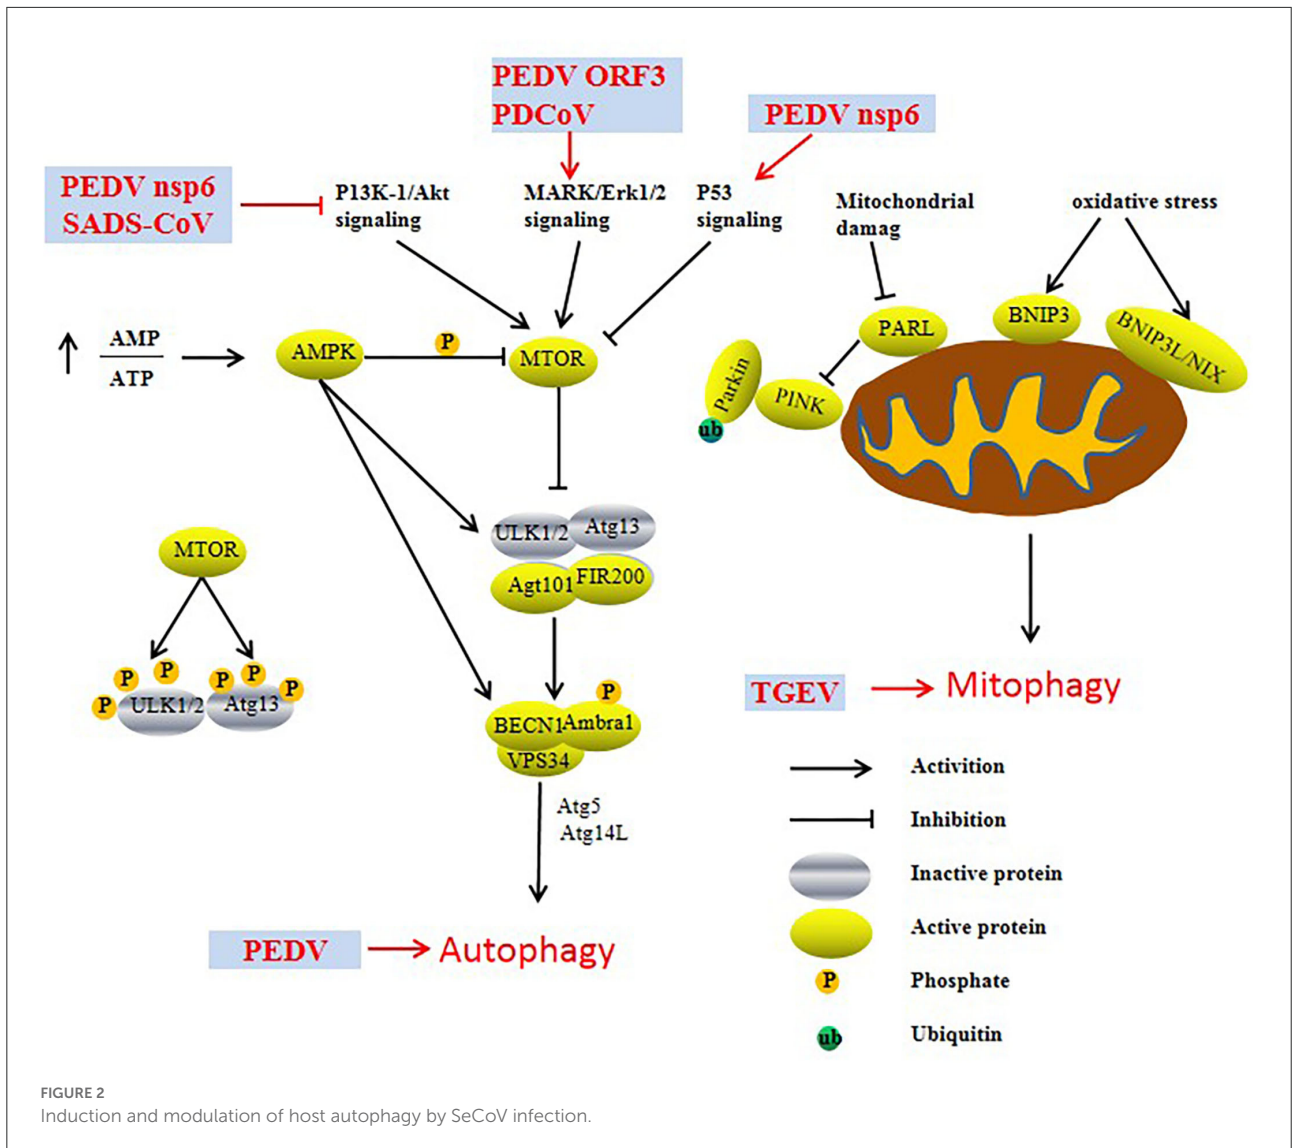 PEDV ORF3
PDCoV
PEDV nsp6
PEDV nsp6
SADS-CoV
P13K-1/Akt
signaling
MARK/Erk1/2
signaling
P53
signaling
Mitochondrial
damag
oxidative stress
AMP
ATP
AMPK
P
MTOR
PARL
BNIP3
BNIP3L/NIX
Parkin
ub
PINK
ULK1/2
Atg13
Agt101
FIR200
MTOR
P
P
P
ULK1/2
P
P
P
Atg13
P
BECN1
Ambra1
VPS34
Atg5
Atg14L
PEDV
Autophagy
TGEV
Mitophagy
Activition
Inhibition
Inactive protein
Active protein
P
Phosphate
ub
Ubiquitin
FIGURE 2
Induction and modulation of host autophagy by SeCoV infection.